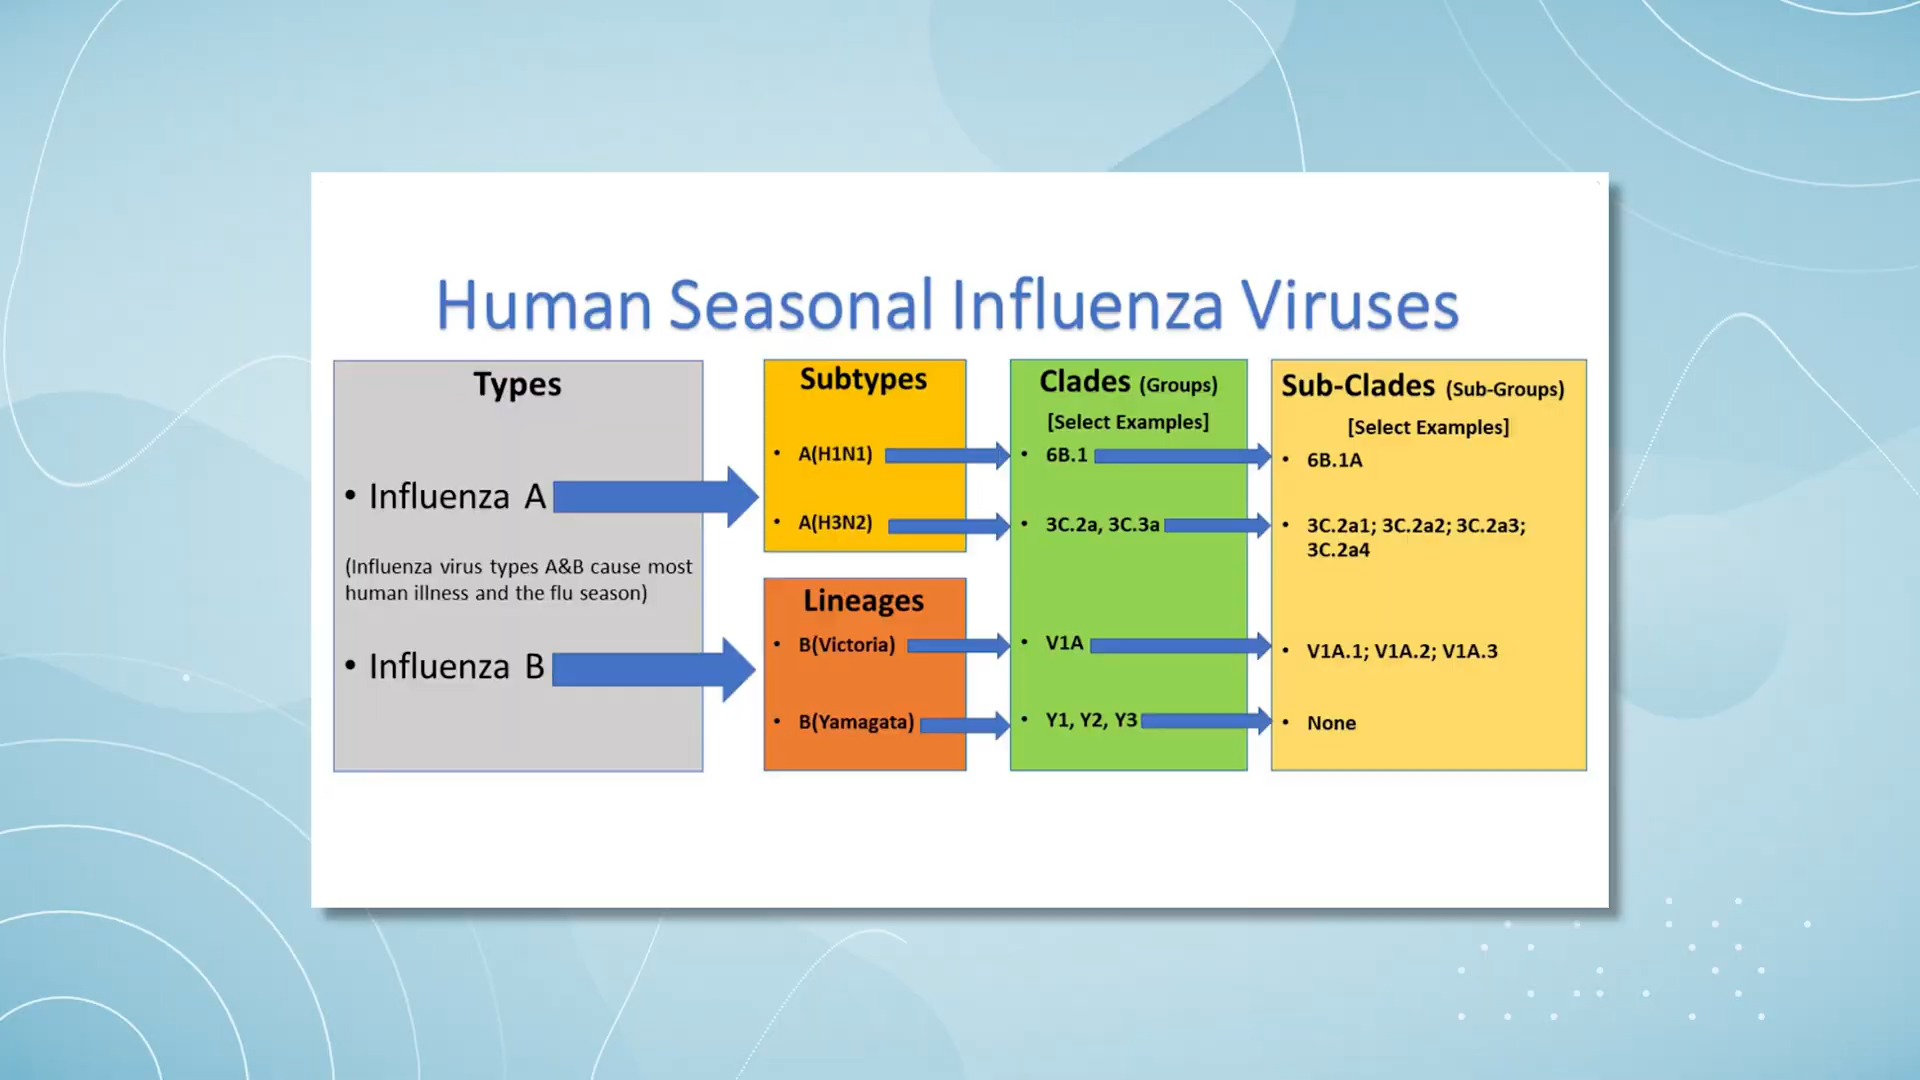 Human Seasonal Influenza Viruses
Types
• Influenza A
(Influenza virus types A&B cause most
human illness and the flu season)
• Influenza B
Subtypes
• A(H1N1)
• A(H3N2)
Lineages
• B(Victoria)
• B(Yamagata)
Clades (Groups)
[Select Examples]
• 6B.1
• 3C.2a, 3C.3a
• V1A
• Y1, Y2, Y3
Sub-Clades (Sub-Groups)
[Select Examples]
• 6B.1A
• 3C.2a1; 3C.2a2; 3C.2a3;
3C.2a4
• V1A.1; V1A.2; V1A.3
• None